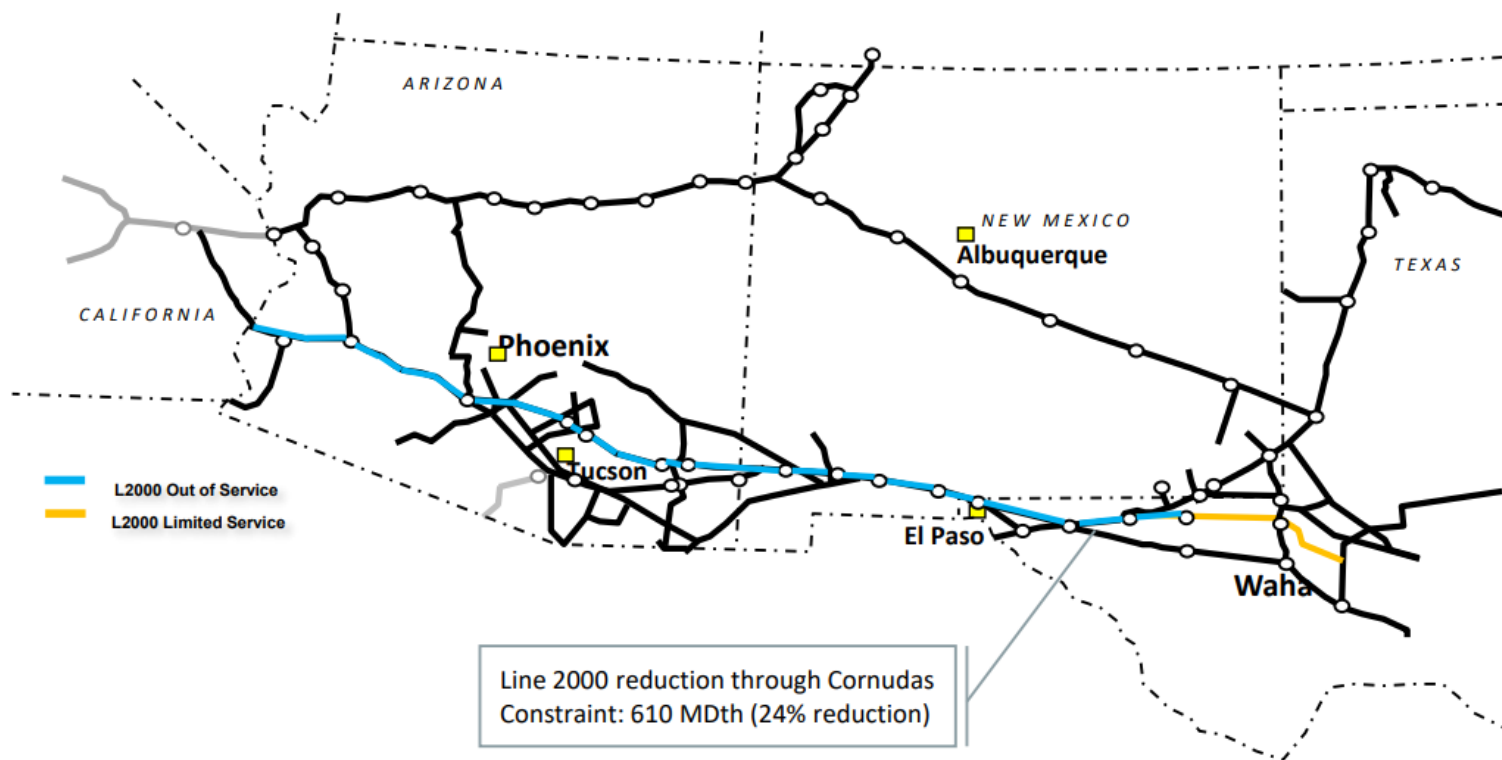 ARIZONA
NEW MEXICO
Albuquerque
TEXAS
CALIFORNIA
Phoenix
Tucson
L2000 Out of Service
L2000 Limited Service
El Paso
Waha
Line 2000 reduction through Cornudas
Constraint: 610 MDth (24% reduction)